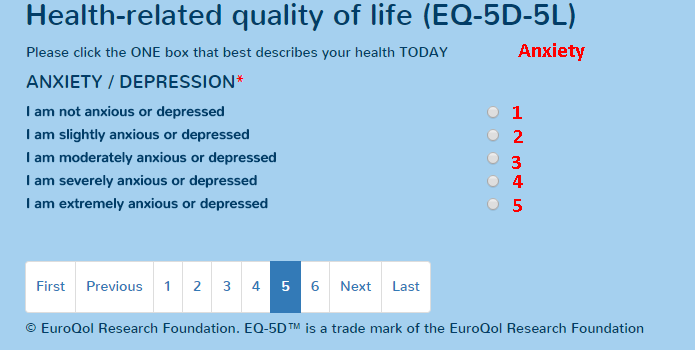 Health-related quality of life (EQ-5D-5L)
Please click the ONE box that best describes your health TODAY Anxiety
ANXIETY / DEPRESSION*
I am not anxious or depressed 1
I am slightly anxious or depressed 2
I am moderately anxious or depressed 3
I am severely anxious or depressed 4
I am extremely anxious or depressed 5
First Previous 1 2 3 4 5 6 Next Last
© EuroQol Research Foundation. EQ-5D™ is a trade mark of the EuroQol Research Foundation